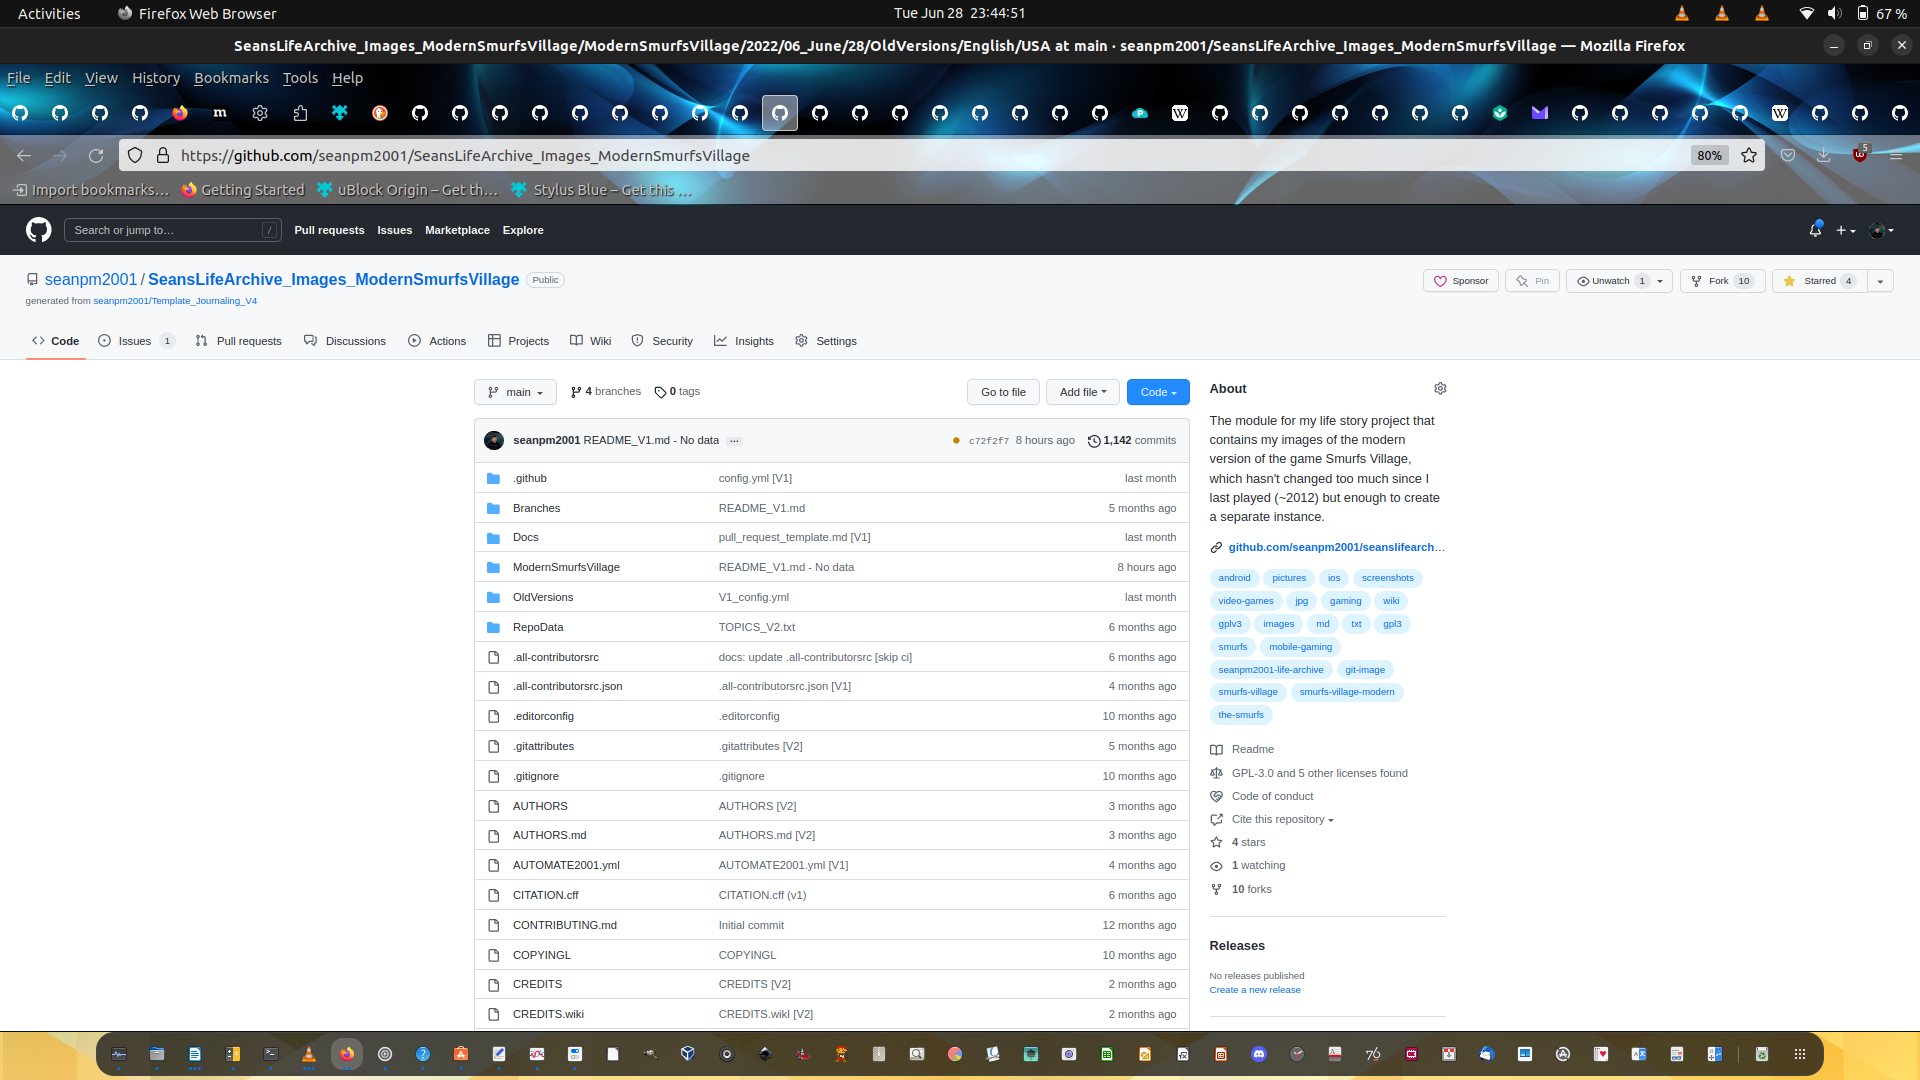 Activities
Firefox Web Browser
Tue Jun 28 23:44:51
67 %
SeansLifeArchive_Images_ModernSmurfsVillage/ModernSmurfsVillage/2022/06_June/28/OldVersions/English/USA at main · seanpm2001/SeansLifeArchive_Images_ModernSmurfsVillage — Mozilla Firefox
File Edit View History Bookmarks Tools Help
https://github.com/seanpm2001/SeansLifeArchive_Images_ModernSmurfsVillage
80%
5
Import bookmarks…
Getting Started
uBlock Origin – Get th…
Stylus Blue – Get this …
Search or jump to…
/
Pull requests
Issues
Marketplace
Explore
seanpm2001 / SeansLifeArchive_Images_ModernSmurfsVillage
Public
generated from seanpm2001/Template_Journaling_V4
Sponsor
Pin
Unwatch 1
Fork 10
Starred 4
Code
Issues 1
Pull requests
Discussions
Actions
Projects
Wiki
Security
Insights
Settings
main
4 branches
0 tags
Go to file
Add file
Code
seanpm2001 README_V1.md - No data ...
c72f2f7 8 hours ago
1,142 commits
.github config.yml [V1] last month
Branches README_V1.md 5 months ago
Docs pull_request_template.md [V1] last month
ModernSmurfsVillage README_V1.md - No data 8 hours ago
OldVersions V1_config.yml last month
RepoData TOPICS_V2.txt 6 months ago
.all-contributorsrc docs: update .all-contributorsrc [skip ci] 6 months ago
.all-contributorsrc.json .all-contributorsrc.json [V1] 4 months ago
.editorconfig .editorconfig 10 months ago
.gitattributes .gitattributes [V2] 5 months ago
.gitignore .gitignore 10 months ago
AUTHORS AUTHORS [V2] 3 months ago
AUTHORS.md AUTHORS.md [V2] 3 months ago
AUTOMATE2001.yml AUTOMATE2001.yml [V1] 4 months ago
CITATION.cff CITATION.cff (v1) 6 months ago
CONTRIBUTING.md Initial commit 12 months ago
COPYINGL COPYINGL 10 months ago
CREDITS CREDITS [V2] 2 months ago
CREDITS.wiki CREDITS.wikl [V2] 2 months ago
About
The module for my life story project that
contains my images of the modern
version of the game Smurfs Village,
which hasn't changed too much since I
last played (~2012) but enough to create
a separate instance.
github.com/seanpm2001/seanslifearch…
android pictures ios screenshots
video-games jpg gaming wiki
gplv3 images md txt gpl3
smurfs mobile-gaming
seanpm2001-life-archive git-image
smurfs-village smurfs-village-modern
the-smurfs
Readme
GPL-3.0 and 5 other licenses found
Code of conduct
Cite this repository
4 stars
1 watching
10 forks
Releases
No releases published
Create a new release